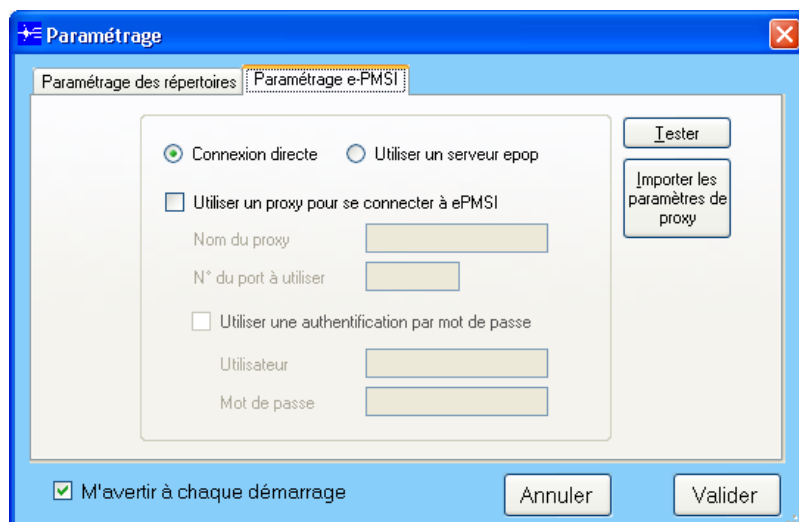 Paramétrage
Paramétrage des répertoires
Paramétrage e-PMSI
Connexion directe
Utiliser un serveur epop
Tester
Utiliser un proxy pour se connecter à ePMSI
Importer les
paramètres de
proxy
Nom du proxy
N° du port à utiliser
Utiliser une authentification par mot de passe
Utilisateur
Mot de passe
M'avertir à chaque démarrage
Annuler
Valider